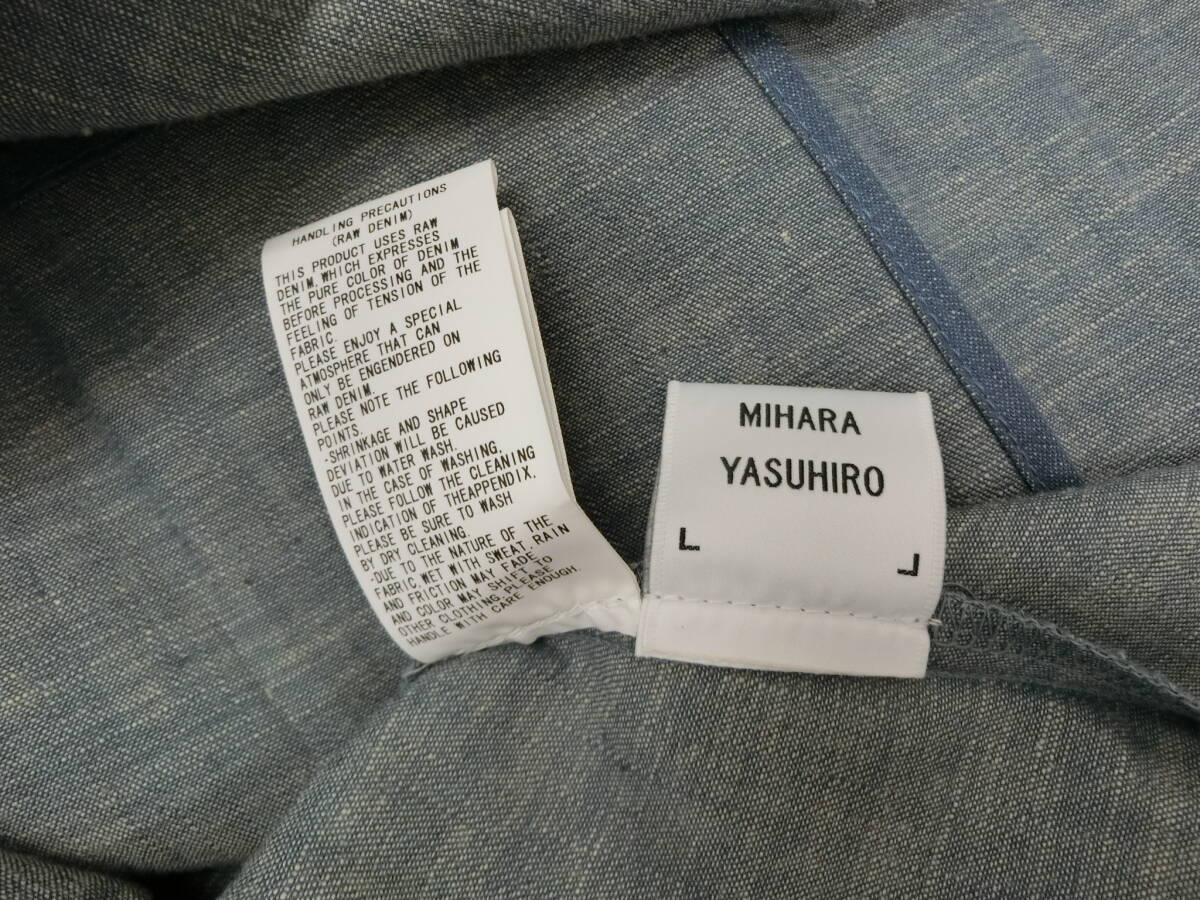 HANDLING PRECAUTIONS
(RAW DENIM)
THIS PRODUCT USES RAW
DENIM, WHICH EXPRESSES
THE PURE COLOR OF DENIM
BEFORE PROCESSING AND THE
FEELING OF TENSION OF THE
FABRIC.
PLEASE ENJOY A SPECIAL
ATMOSPHERE THAT CAN
ONLY BE ENGENDERED ON
RAW DENIM.
PLEASE NOTE THE FOLLOWING
POINTS.
-SHRINKAGE AND SHAPE
DEVIATION WILL BE CAUSED
DUE TO WATER WASH.
IN THE CASE OF WASHING,
PLEASE FOLLOW THE CLEANING
INDICATION OF THEAPPENDIX.
PLEASE BE SURE TO WASH
BY DRY CLEANING.
-DUE TO THE NATURE OF THE
FABRIC, WET WITH SWEAT, RAIN
AND FRICTION MAY FADE
AND COLOR MAY SHIFT TO
OTHER CLOTHING. PLEASE
HANDLE WITH CARE ENOUGH.
MIHARA
YASUHIRO